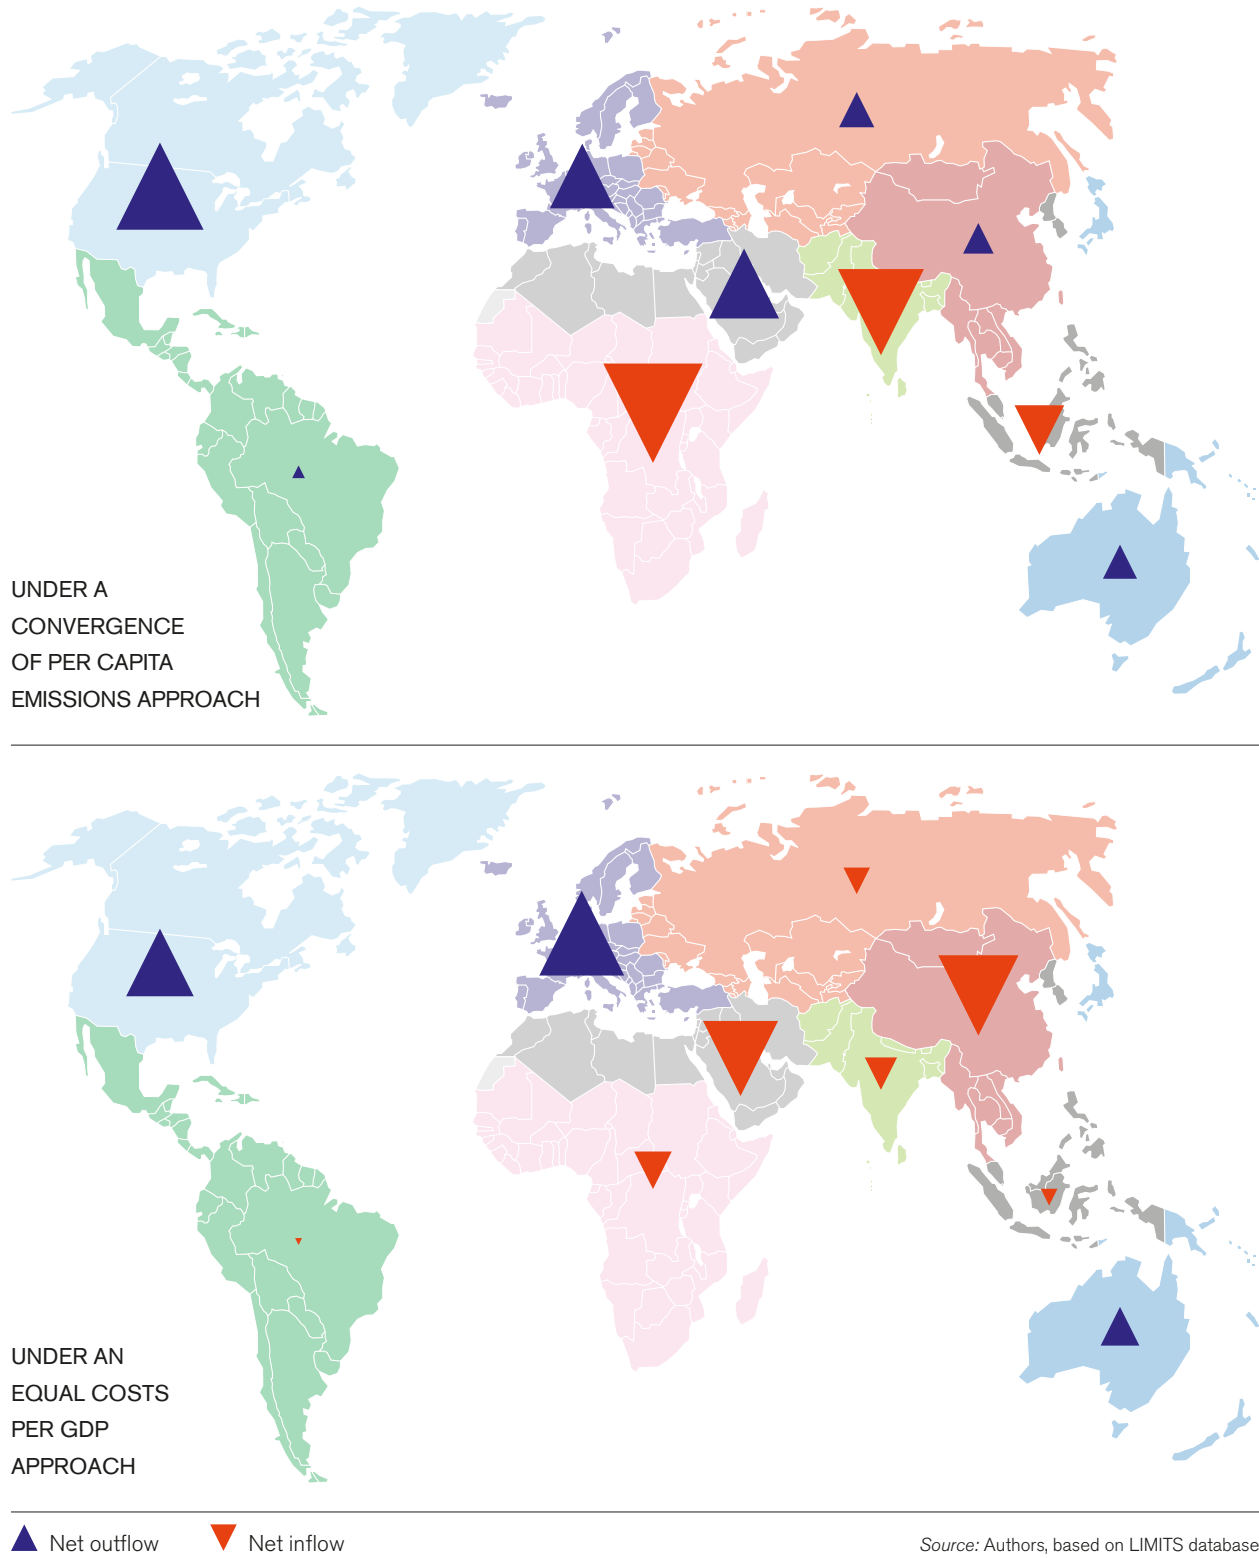 UNDER A
CONVERGENCE
OF PER CAPITA
EMISSIONS APPROACH
UNDER AN
EQUAL COSTS
PER GDP
APPROACH
Net outflow
Net inflow
Source: Authors, based on LIMITS database